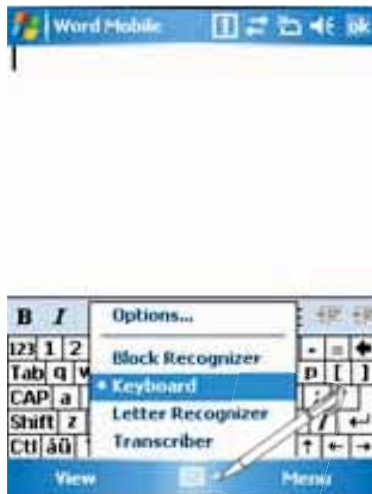 Word Mobile ok
B I
Options...
Block Recognizer
Keyboard
Letter Recognizer
Transcriber
123 1 2 - =
Tab q w p [ ]
CAP a ; '
Shift z /
Ctl áü
View Menu